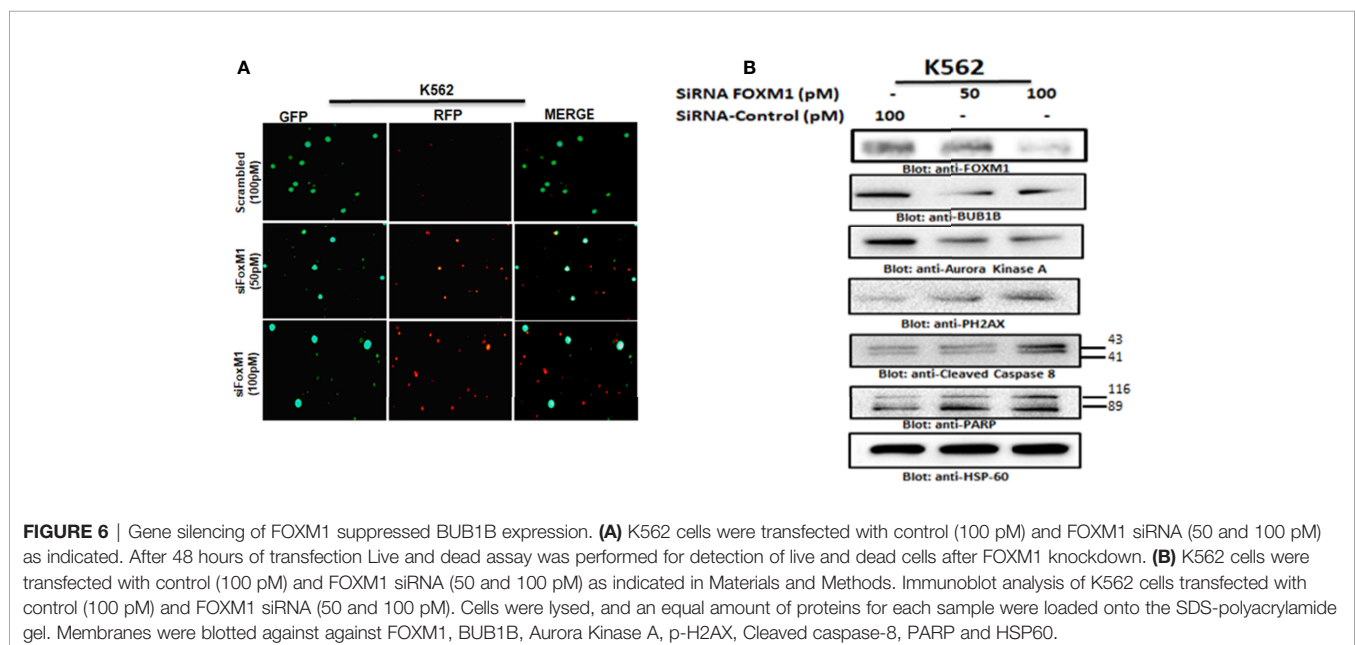 A
K562
GFP RFP MERGE
Scrambled
(100pM)
siFoxM1
(50pM)
siFoxM1
(100pM)
B
K562
SiRNA FOXM1 (pM) - 50 100
SiRNA-Control (pM) 100 - -
Blot: anti-FOXM1
Blot: anti-BUB1B
Blot: anti-Aurora Kinase A
Blot: anti-PH2AX
43
41
Blot: anti-Cleaved Caspase 8
116
89
Blot: anti-PARP
Blot: anti-HSP-60
FIGURE 6 | Gene silencing of FOXM1 suppressed BUB1B expression. (A) K562 cells were transfected with control (100 pM) and FOXM1 siRNA (50 and 100 pM)
as indicated. After 48 hours of transfection Live and dead assay was performed for detection of live and dead cells after FOXM1 knockdown. (B) K562 cells were
transfected with control (100 pM) and FOXM1 siRNA (50 and 100 pM) as indicated in Materials and Methods. Immunoblot analysis of K562 cells transfected with
control (100 pM) and FOXM1 siRNA (50 and 100 pM). Cells were lysed, and an equal amount of proteins for each sample were loaded onto the SDS-polyacrylamide
gel. Membranes were blotted against against FOXM1, BUB1B, Aurora Kinase A, p-H2AX, Cleaved caspase-8, PARP and HSP60.